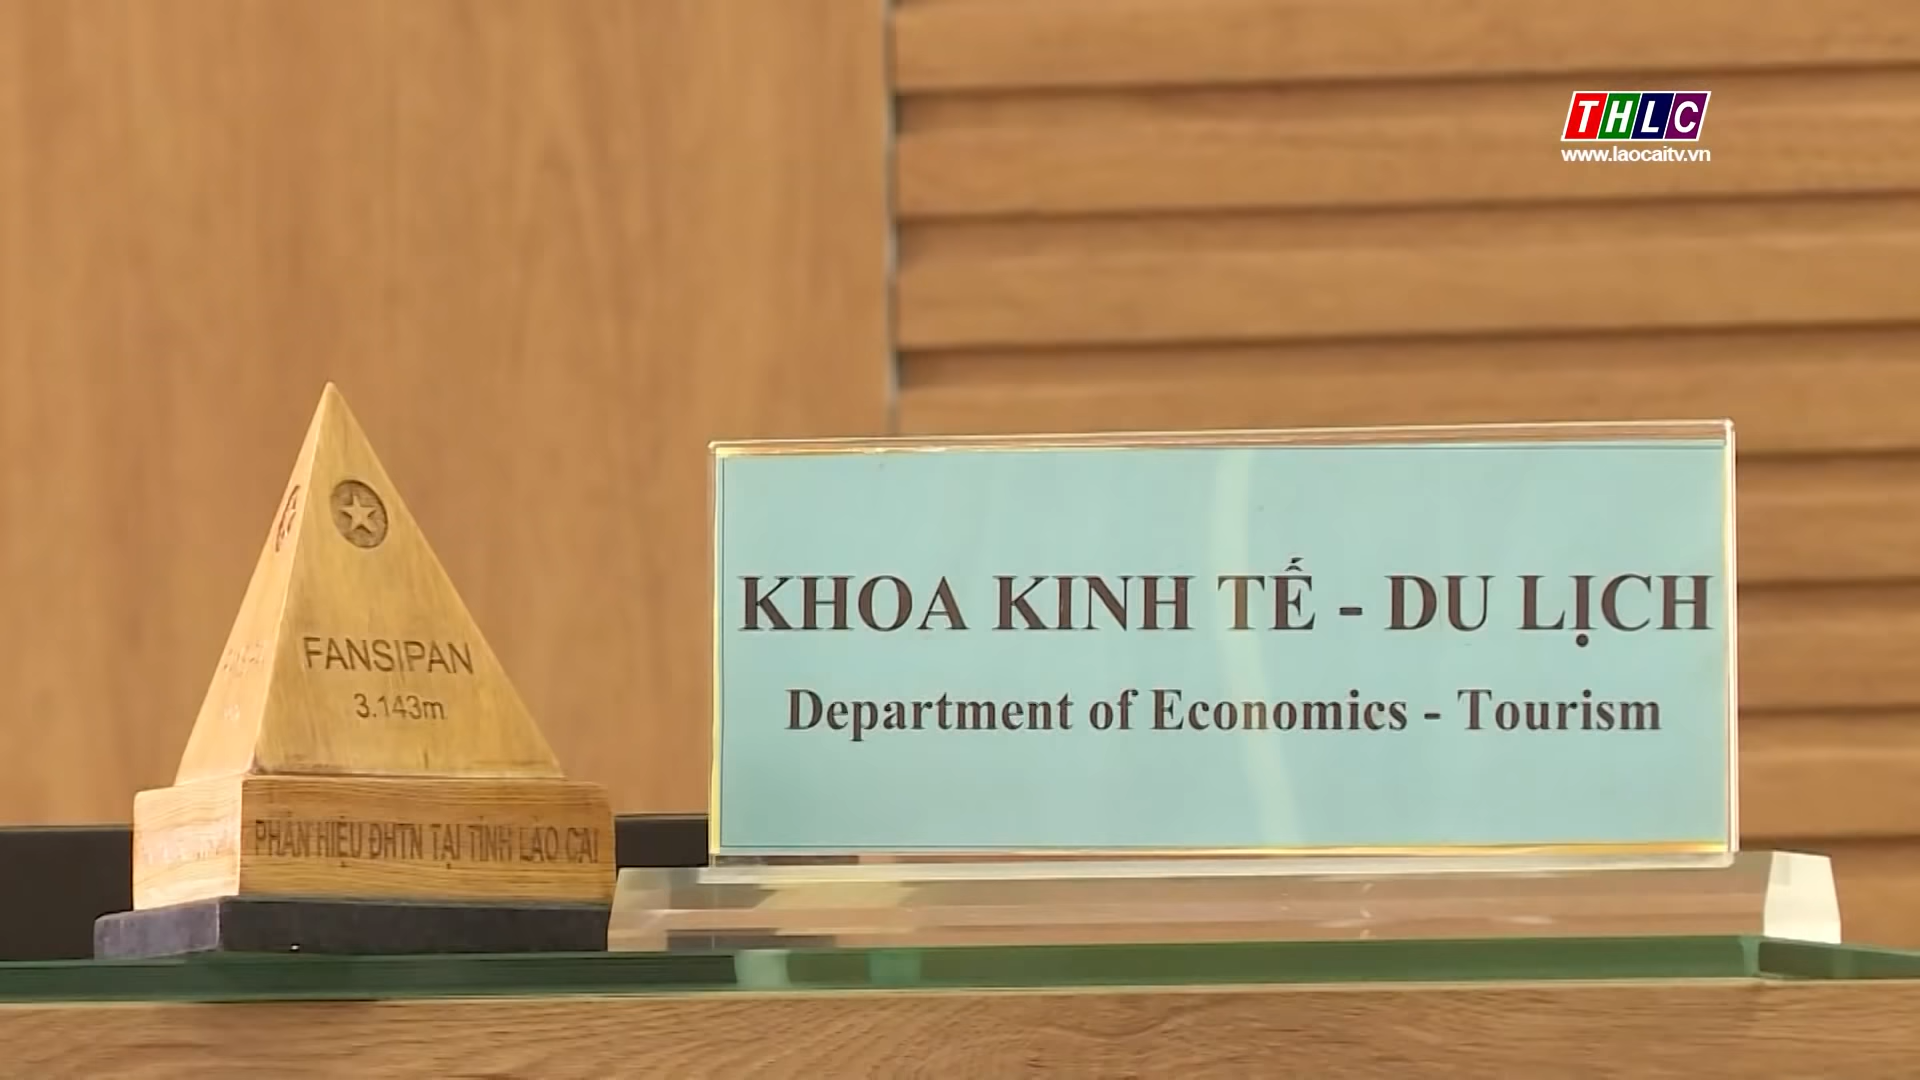 THLC
www.laocaitv.vn
FANSIPAN
3.143m
PHÂN HIỆU ĐHTN TẠI TỈNH LÀO CAI
KHOA KINH TẾ - DU LỊCH
Department of Economics - Tourism